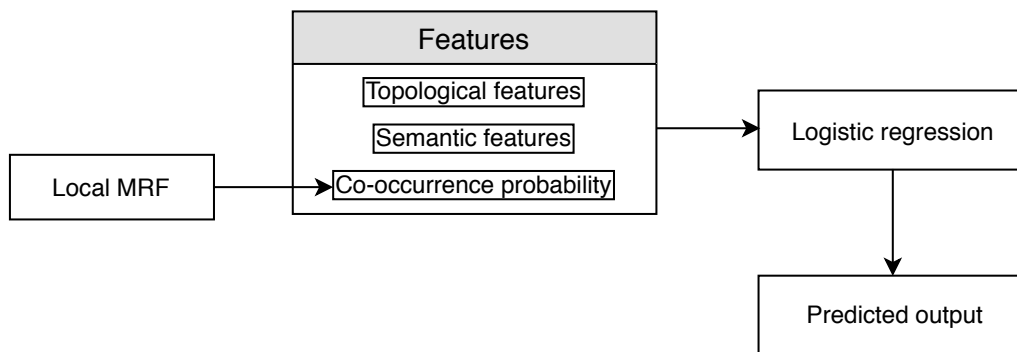 Features
Topological features
Semantic features
Co-occurrence probability
Local MRF
Logistic regression
Predicted output